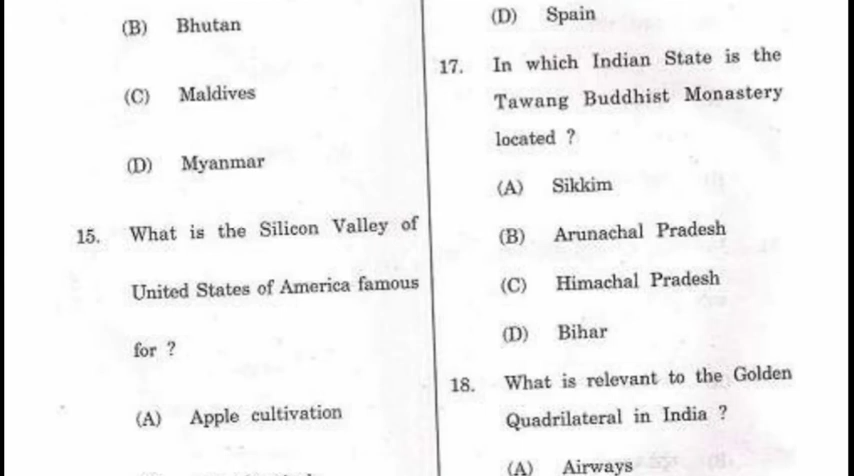 (B) Bhutan
(C) Maldives
(D) Myanmar
15. What is the Silicon Valley of
United States of America famous
for ?
(A) Apple cultivation
(D) Spain
17. In which Indian State is the
Tawang Buddhist Monastery
located ?
(A) Sikkim
(B) Arunachal Pradesh
(C) Himachal Pradesh
(D) Bihar
18. What is relevant to the Golden
Quadrilateral in India ?
(A) Airways